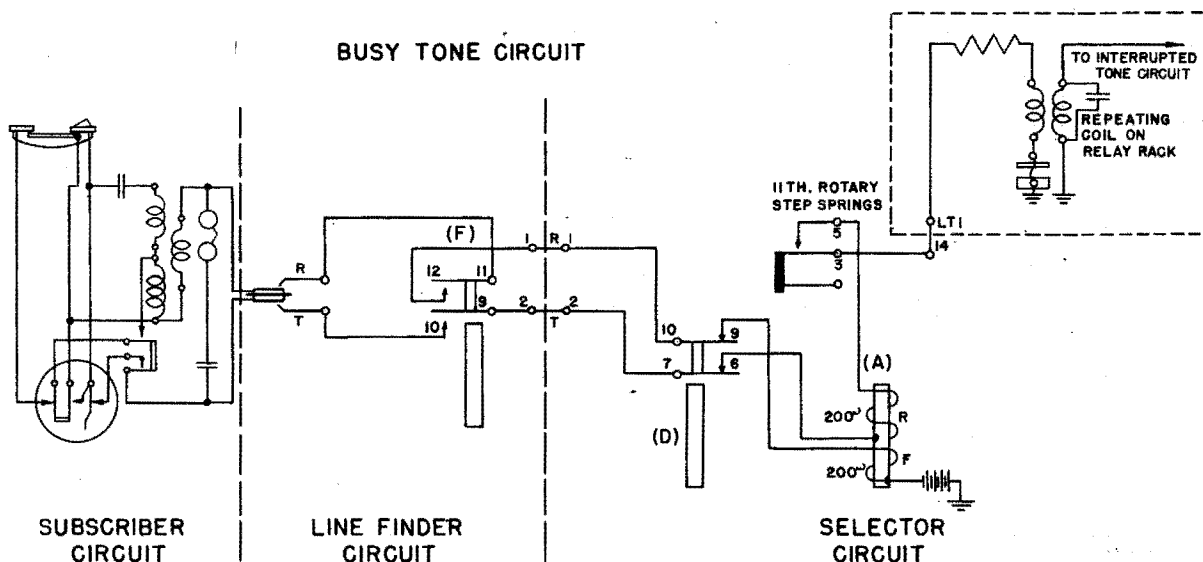 BUSY TONE CIRCUIT
TO INTERRUPTED
TONE CIRCUIT
REPEATING
COIL ON
RELAY RACK
11TH. ROTARY
STEP SPRINGS
LT1
5
14
3
(F)
1 R 1
12 11
R
9
2 2
T
T
10
10 9
7 6
(A)
(D)
200~ R
F
200~
SUBSCRIBER
CIRCUIT
LINE FINDER
CIRCUIT
SELECTOR
CIRCUIT